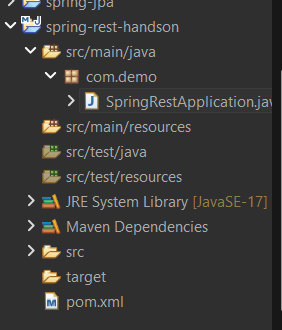 spring-jpa
spring-rest-handson
src/main/java
com.demo
SpringRestApplication.jav
src/main/resources
src/test/java
src/test/resources
JRE System Library [JavaSE-17]
Maven Dependencies
src
target
pom.xml